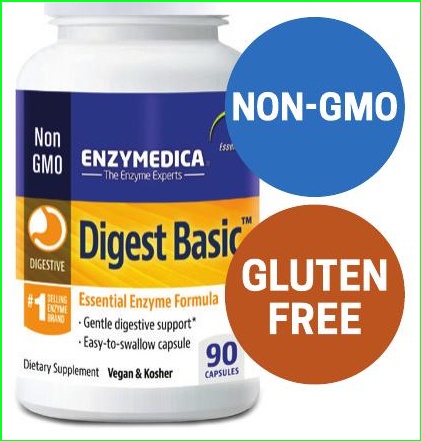 Non
GMO
ENZYMEDICA
The Enzyme Experts
NON-GMO
DIGESTIVE
Digest Basic™
#1 SELLING
ENZYME
BRAND
Essential Enzyme Formula
· Gentle digestive support*
· Easy-to-swallow capsule
90
CAPSULES
Dietary Supplement Vegan & Kosher
GLUTEN
FREE